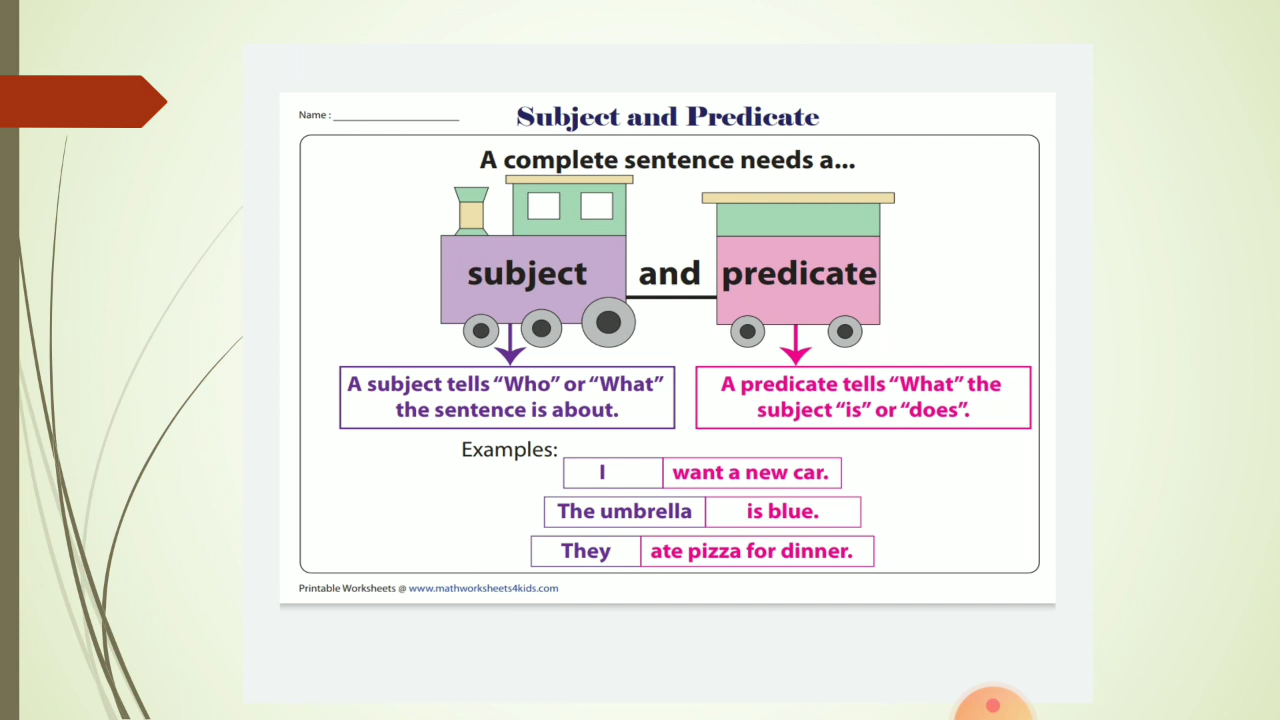 Name : ____________________
Subject and Predicate
A complete sentence needs a...
subject and predicate
A subject tells “Who” or “What”
the sentence is about.
A predicate tells “What” the
subject “is” or “does”.
Examples:
I want a new car.
The umbrella is blue.
They ate pizza for dinner.
Printable Worksheets @ www.mathworksheets4kids.com